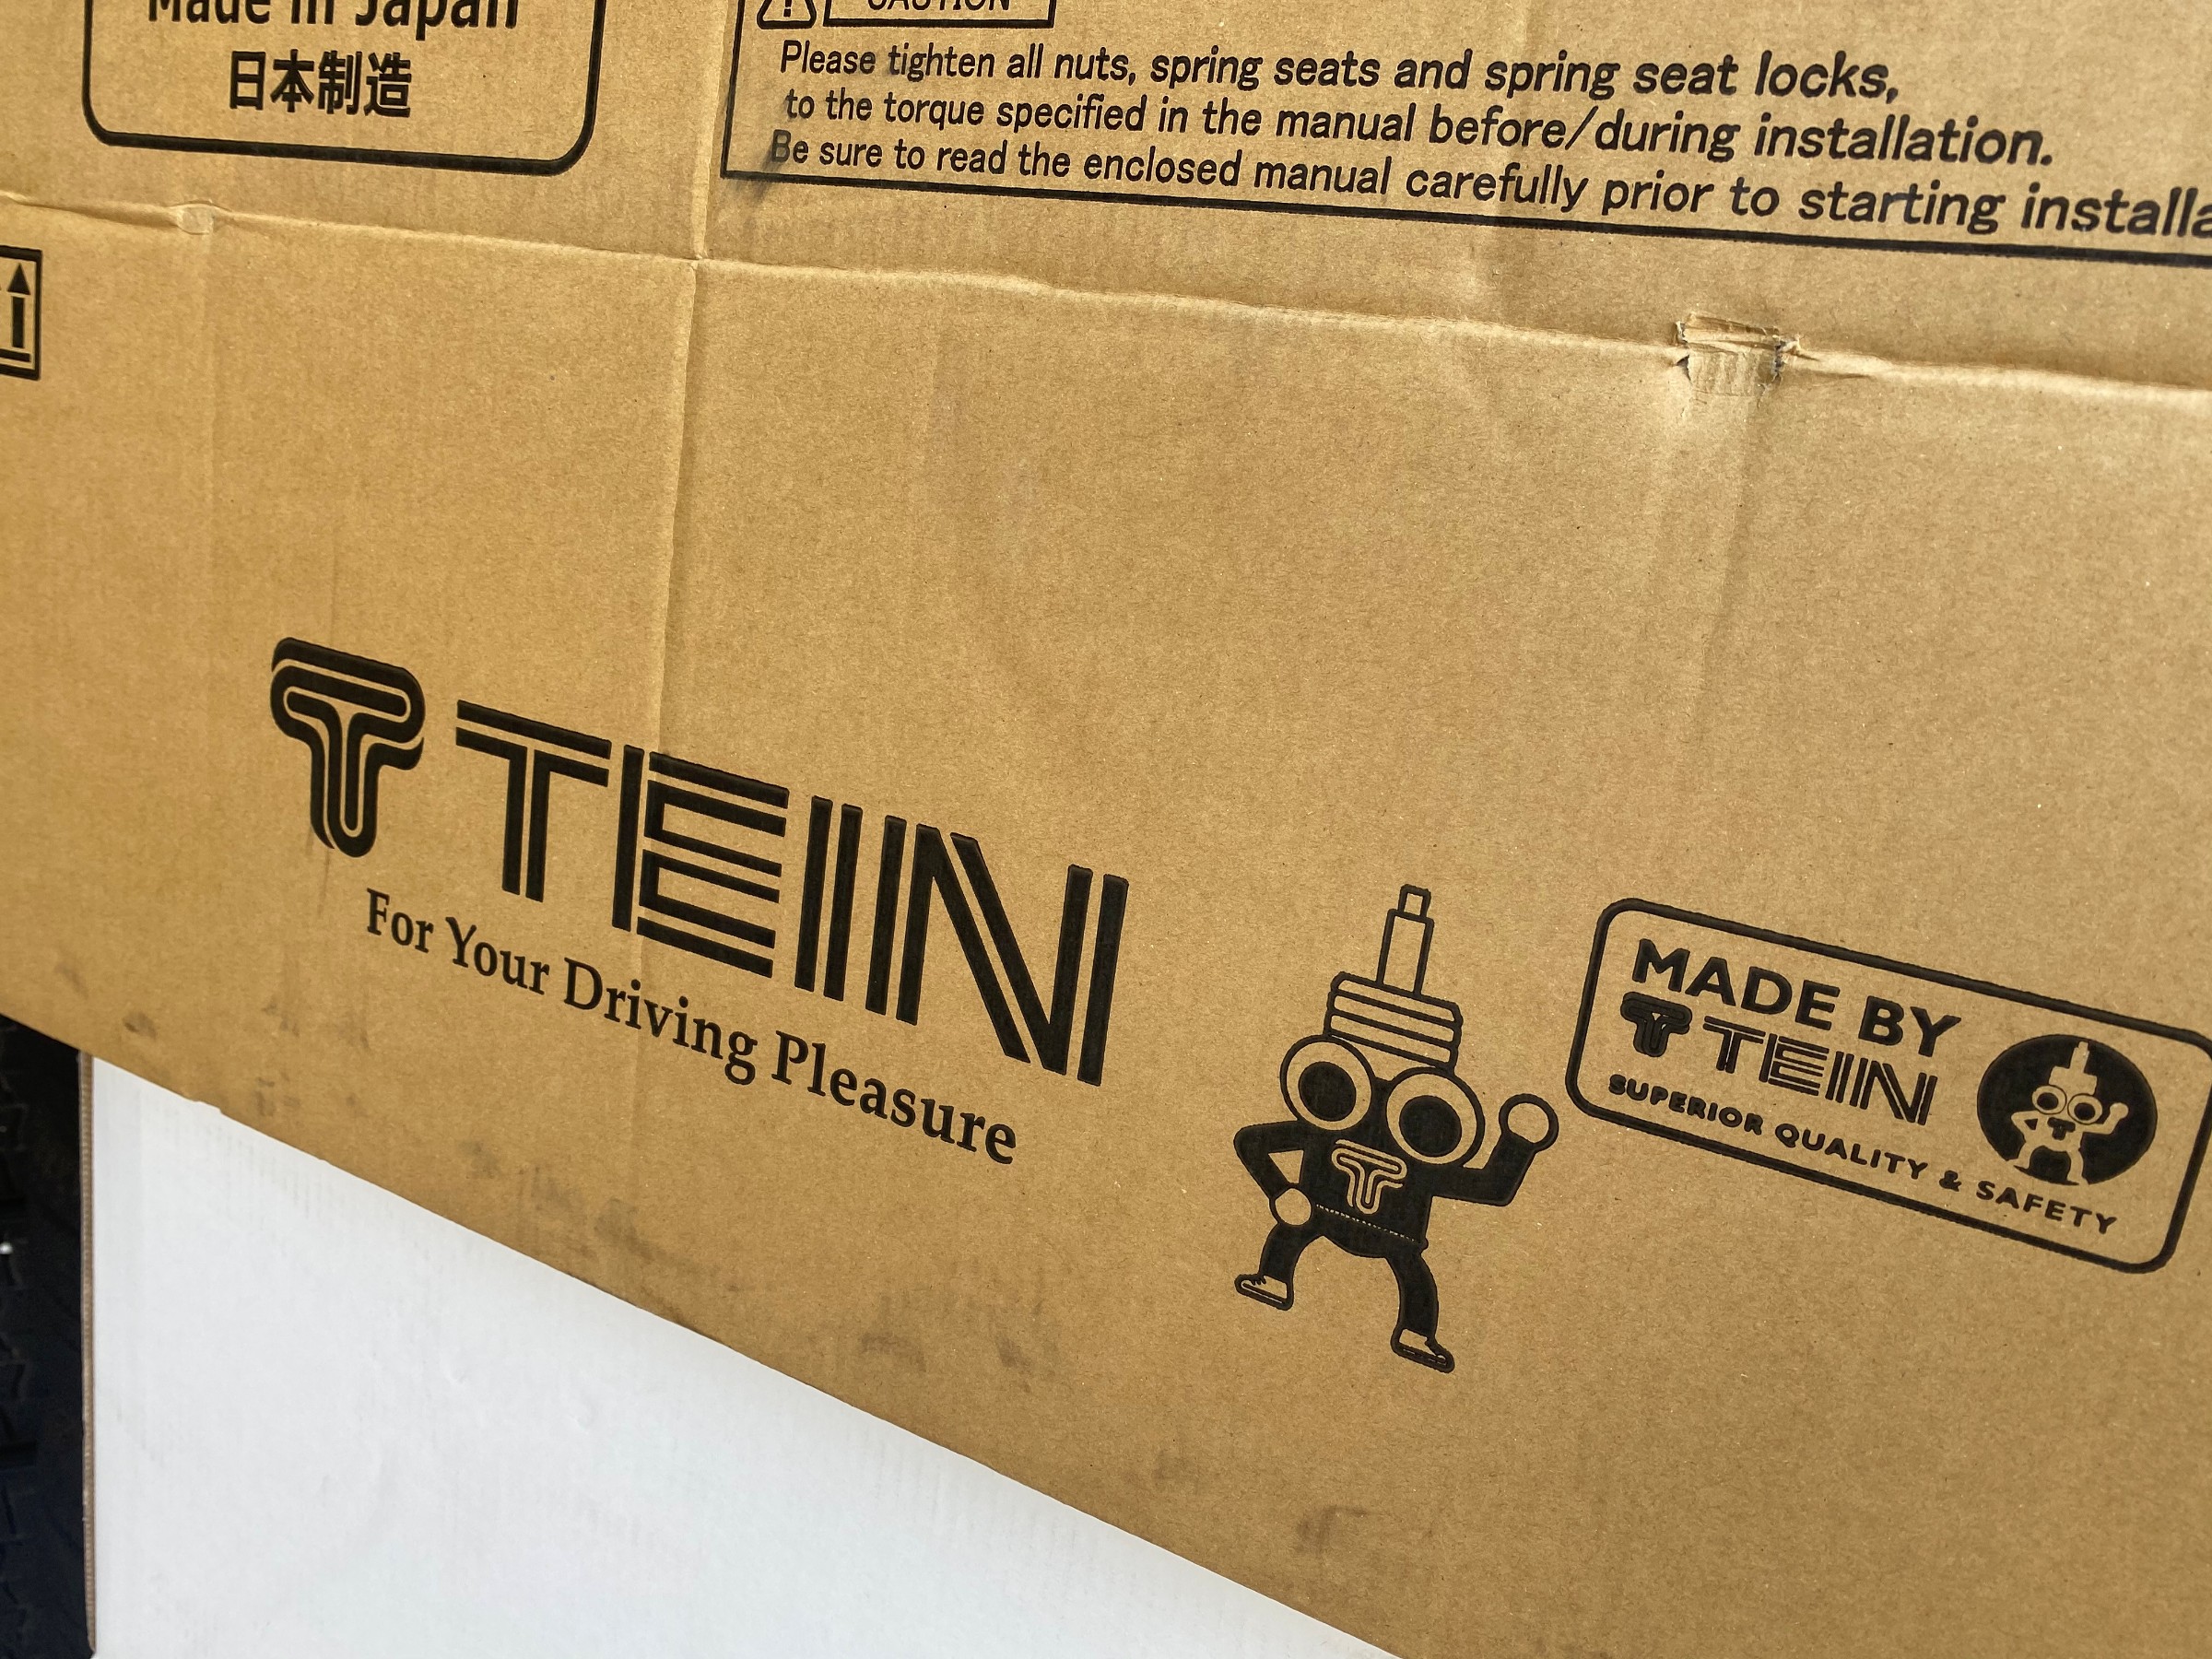 Made in Japan
日本制造
CAUTION
Please tighten all nuts, spring seats and spring seat locks,
to the torque specified in the manual before/during installation.
Be sure to read the enclosed manual carefully prior to starting installa
TEIN
For Your Driving Pleasure
MADE BY
TEIN
SUPERIOR QUALITY & SAFETY